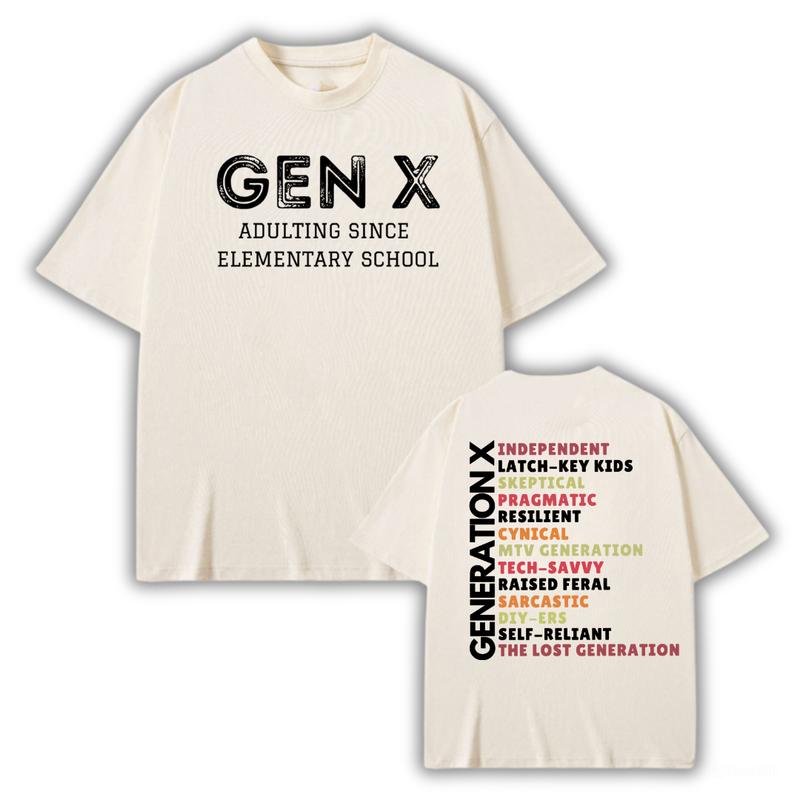 GEN X
ADULTING SINCE
ELEMENTARY SCHOOL
GENERATION X
INDEPENDENT
LATCH-KEY KIDS
SKEPTICAL
PRAGMATIC
RESILIENT
CYNICAL
MTV GENERATION
TECH-SAVVY
RAISED FERAL
SARCASTIC
DIY-ERS
SELF-RELIANT
THE LOST GENERATION